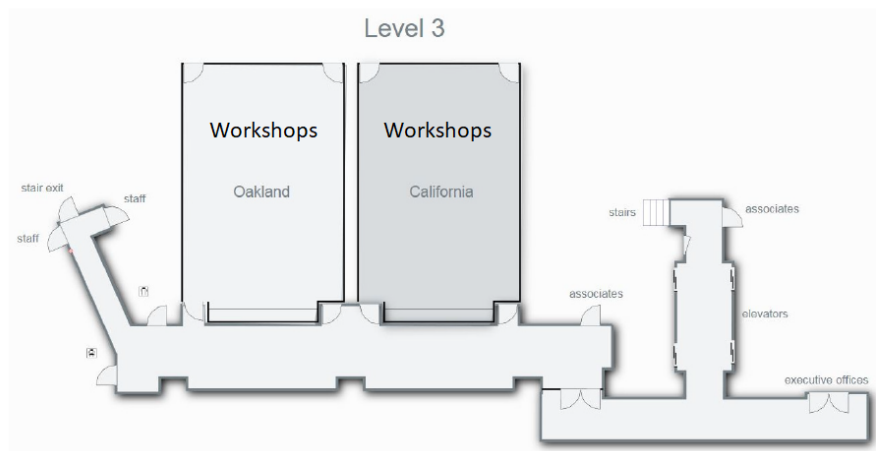 Level 3
Workshops
Workshops
Oakland
California
stair exit
staff
staff
stairs
associates
associates
elevators
executive offices